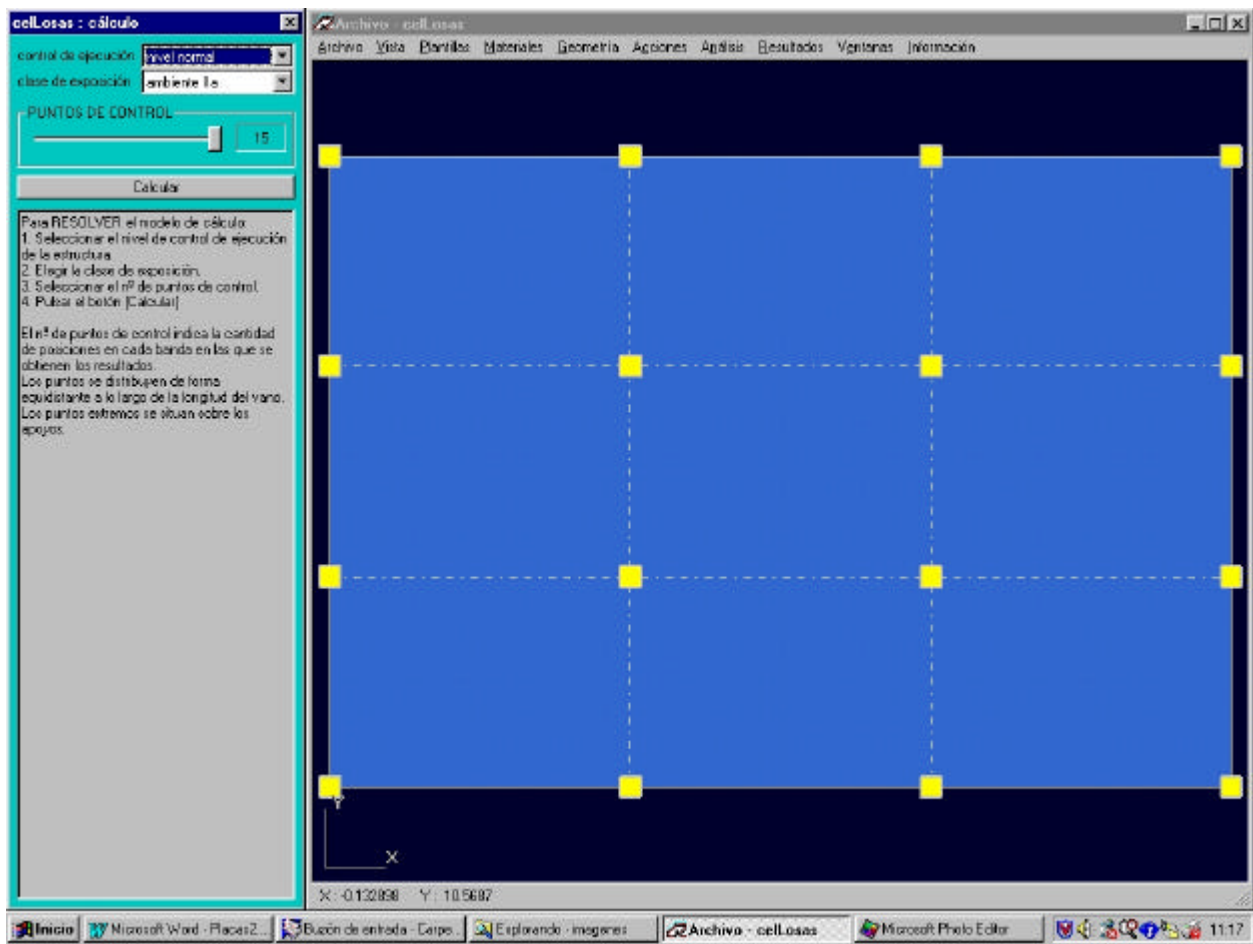 celLosas : cálculo
control de ejecución nivel normal
clase de exposición ambiente IIa
PUNTOS DE CONTROL
15
Calcular
Para RESOLVER el modelo de cálculo:
1. Seleccionar el nivel de control de ejecución
de la estructura.
2. Elegir la clase de exposición.
3. Seleccionar el nº de puntos de control.
4. Pulsar el botón [Calcular]
El nº de puntos de control indica la cantidad
de posiciones en cada banda en las que se
obtienen los resultados.
Los puntos se distribuyen de forma
equidistante a lo largo de la longitud del vano.
Los puntos extremos se situan sobre los
apoyos.
Archivo - celLosas
Archivo Vista Plantillas Materiales Geometría Acciones Análisis Resultados Ventanas Información
Y
X
X: -0.132898 Y: 10.5687
Inicio Microsoft Word - Placas2... Buzón de entrada - Carpe... Explorando - imagenes Archivo - celLosas Microsoft Photo Editor 11:17